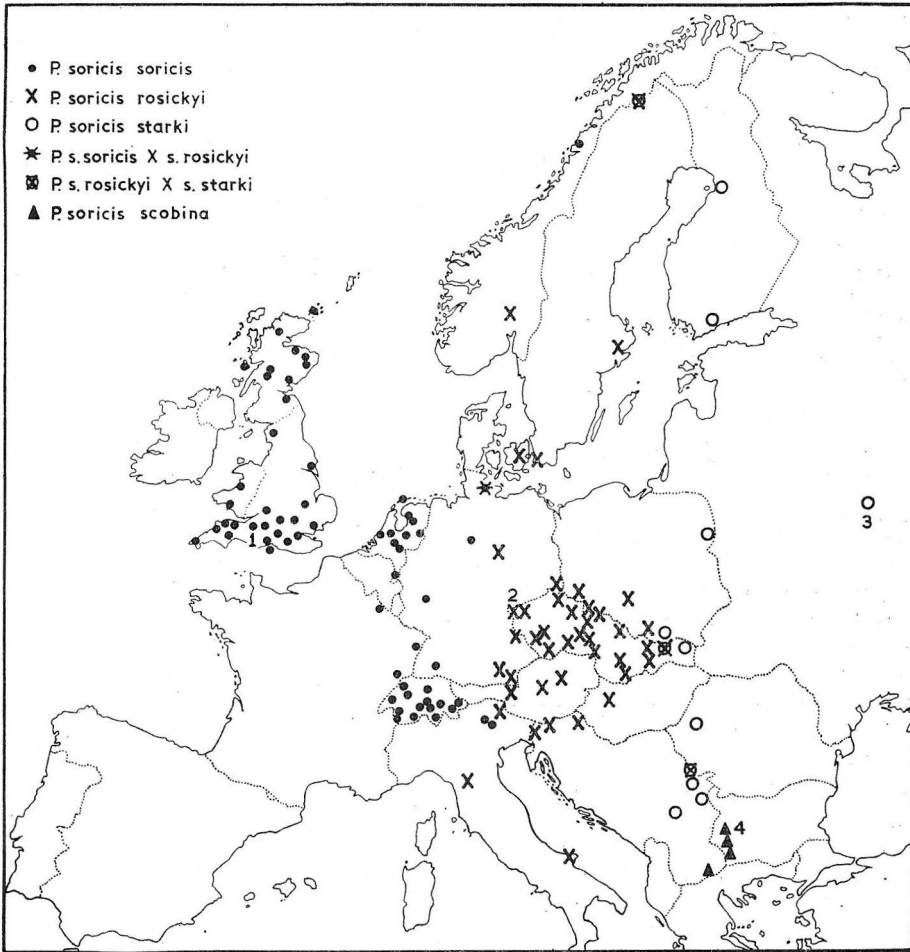 P. soricis soricis
P. soricis rosickyi
P. soricis starki
P. s. soricis X s. rosickyi
P. s. rosickyi X s. starki
P. soricis scobina
3
1
2
4